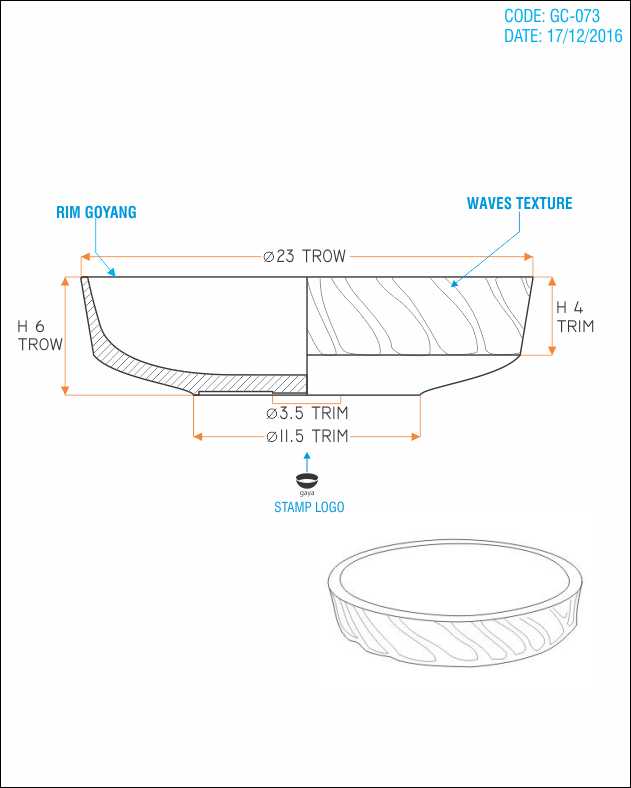 CODE: GC-073
DATE: 17/12/2016
WAVES TEXTURE
RIM GOYANG
⌀23 TROW
H 6
TROW
H 4
TRIM
⌀3.5 TRIM
⌀11.5 TRIM
gaya
STAMP LOGO